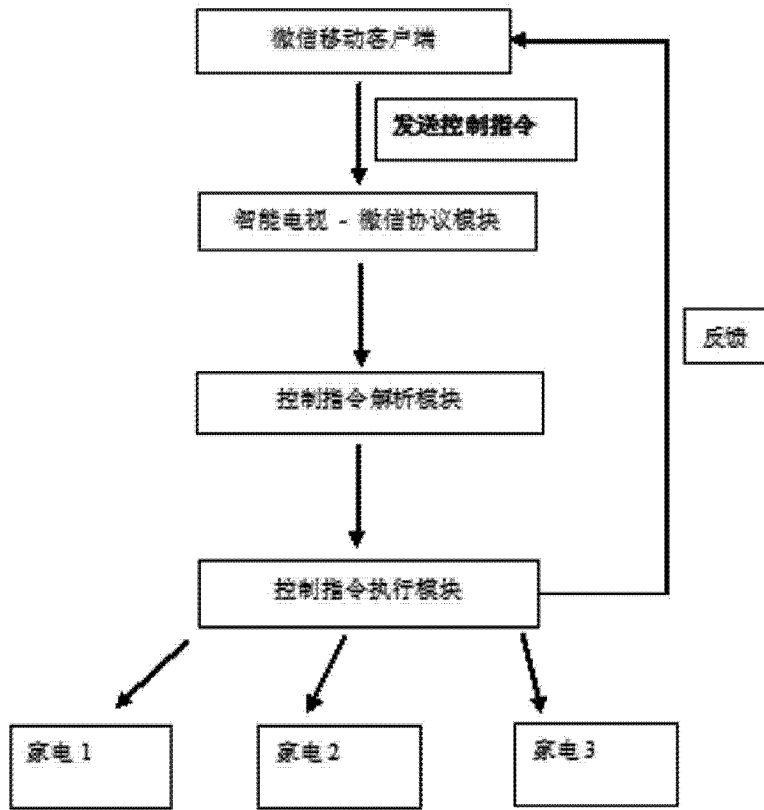 微信移动客户端
发送控制指令
智能电视 - 微信协议模块
反馈
控制指令解析模块
控制指令执行模块
家电 1
家电 2
家电 3